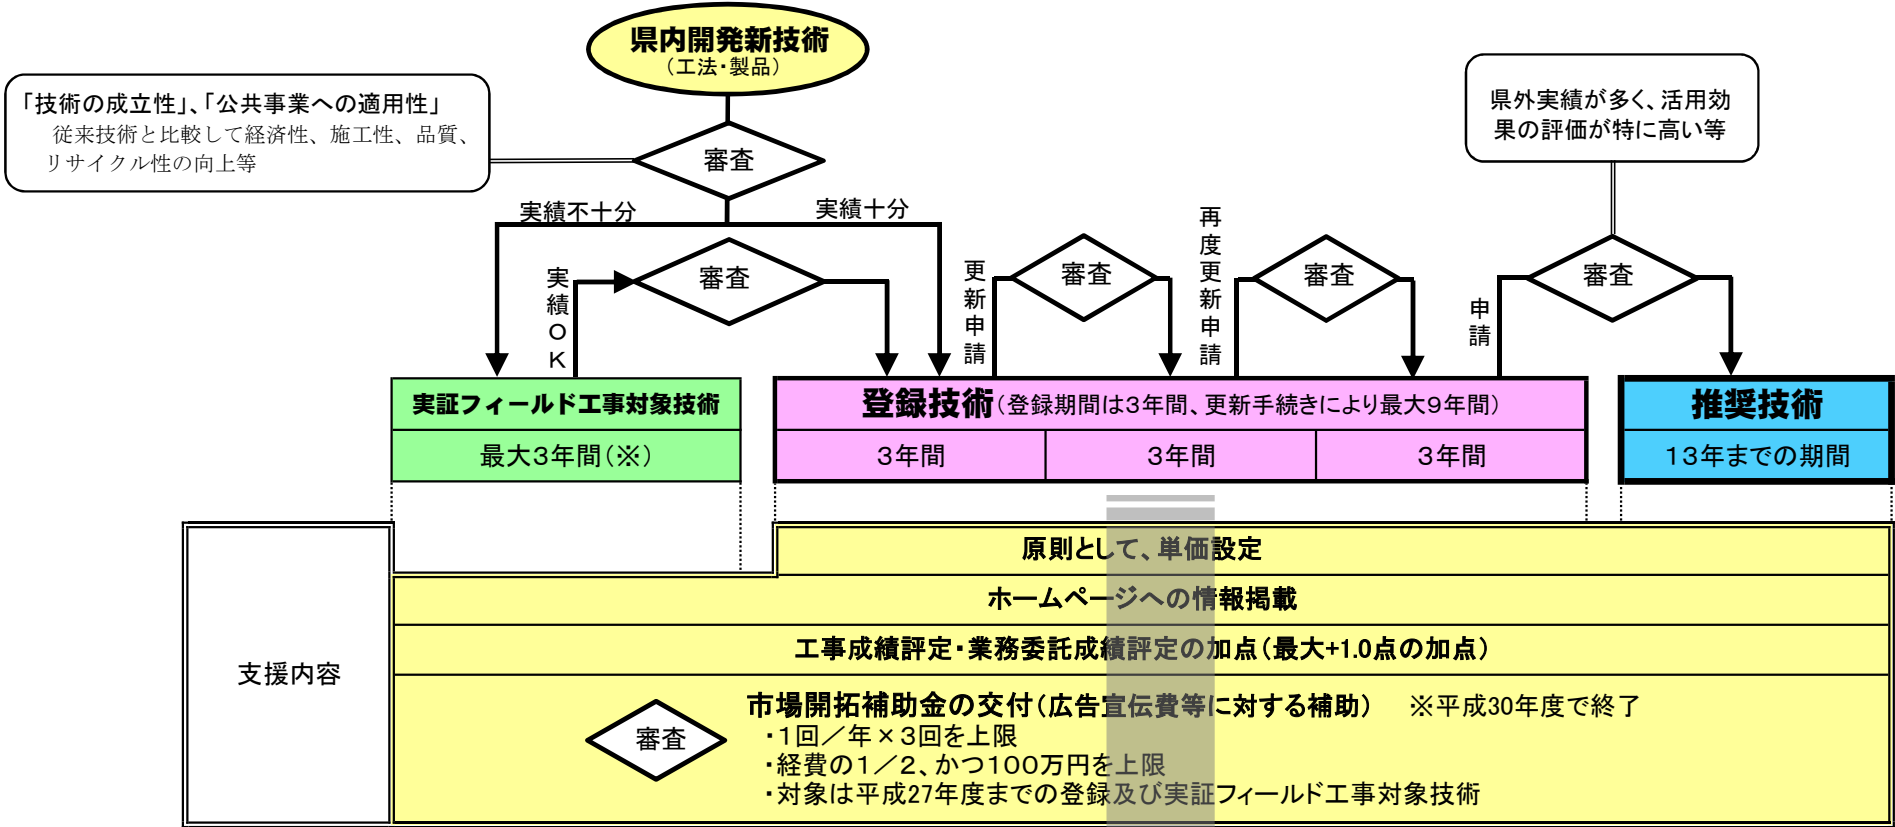 県内開発新技術
（工法・製品）
「技術の成立性」、「公共事業への適用性」
従来技術と比較して経済性、施工性、品質、
リサイクル性の向上等
審査
県外実績が多く、活用効
果の評価が特に高い等
実績不十分
実績十分
実績ＯＫ
審査
更新申請
審査
再度更新申請
審査
申請
審査
実証フィールド工事対象技術
最大３年間（※）
登録技術（登録期間は３年間、更新手続きにより最大９年間）
３年間
３年間
３年間
推奨技術
１３年までの期間
支援内容
原則として、単価設定
ホームページへの情報掲載
工事成績評定・業務委託成績評定の加点（最大+1.0点の加点）
審査
市場開拓補助金の交付（広告宣伝費等に対する補助）　※平成30年度で終了
・１回／年×３回を上限
・経費の１／２、かつ１００万円を上限
・対象は平成27年度までの登録及び実証フィールド工事対象技術